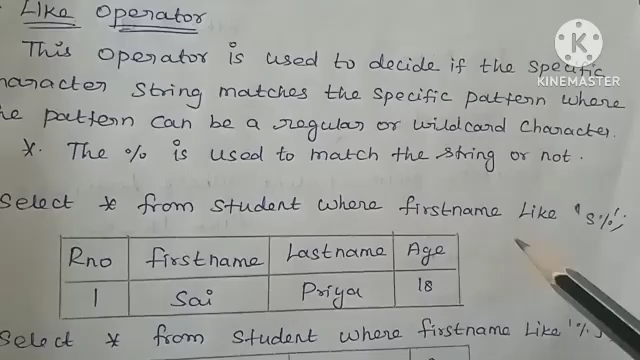 Like Operator
KINEMASTER
This operator is used to decide if the specific
character string matches the specific pattern where
the pattern can be a regular or wildcard character.
*. The % is used to match the string or not.
Select * from student where firstname Like 'S%';
Rno firstname Lastname Age
1 Sai Priya 18
Select * from student where firstname Like '%